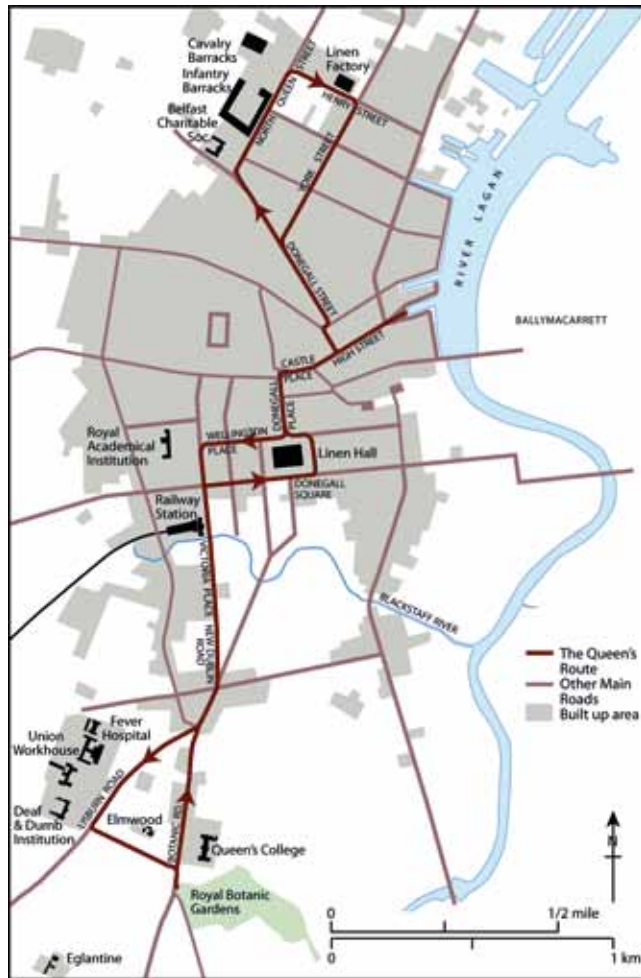 Cavalry
Barracks
Infantry
Barracks
Belfast
Charitable
Soc.
Linen
Factory
NORTH QUEEN STREET
HENRY STREET
YORK STREET
DONEGALL STREET
RIVER LAGAN
BALLYMACARRETT
HIGH STREET
CASTLE
PLACE
DONEGALL
PLACE
WELLINGTON
PLACE
Royal
Academical
Institution
Linen Hall
DONEGALL
SQUARE
Railway
Station
VICTORIA PLACE
NEW DUBLIN
ROAD
BLACKSTAFF RIVER
The Queen's
Route
Other Main
Roads
Built up area
Fever
Hospital
Union
Workhouse
Deaf
& Dumb
Institution
LISBURN ROAD
Elmwood
BOTANIC RD
Queen's College
Royal Botanic
Gardens
Eglantine
N
0
1/2 mile
0
1 km